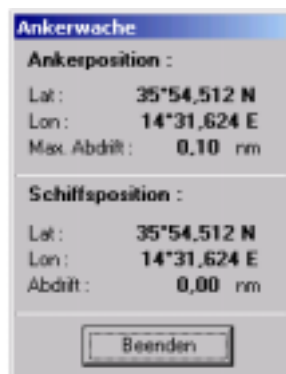 Ankerwache
Ankerposition :
Lat : 35°54,512 N
Lon : 14°31,624 E
Max. Abdrift : 0,10 nm
Schiffsposition :
Lat : 35°54,512 N
Lon : 14°31,624 E
Abdrift : 0,00 nm
Beenden